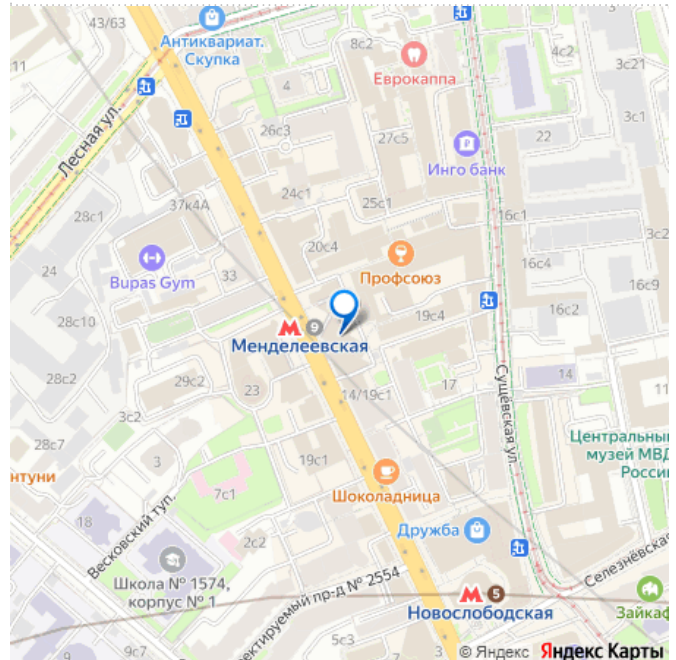 43/63
Антиквариат.
Скупка
8с2
Еврокаппа
4с2
3с21
4
Лесная ул.
26с3
27с5
22
3с1
Инго банк
37к4А
24с1
25с1
28с1
16с1
20с4
3с2
24
33
Bupas Gym
Профсоюз
16с4
16с9
28с10
9
19с4
16с2
Менделеевская
28с2
29с2
23
14/19с1
17
14
11
3с2
Сущёвская ул.
28с7
3
19с1
Центральны
музей МВД
Росси
нтуни
7с1
Шоколадница
18
Весковский туп.
2с2
Дружба
Школа № 1574,
корпус № 1
ектируемый пр-д № 2554
Селезнёвская
5
Новослободская
Зайкаф
6с1
5с3
3
© Яндекс Яндекс Карты